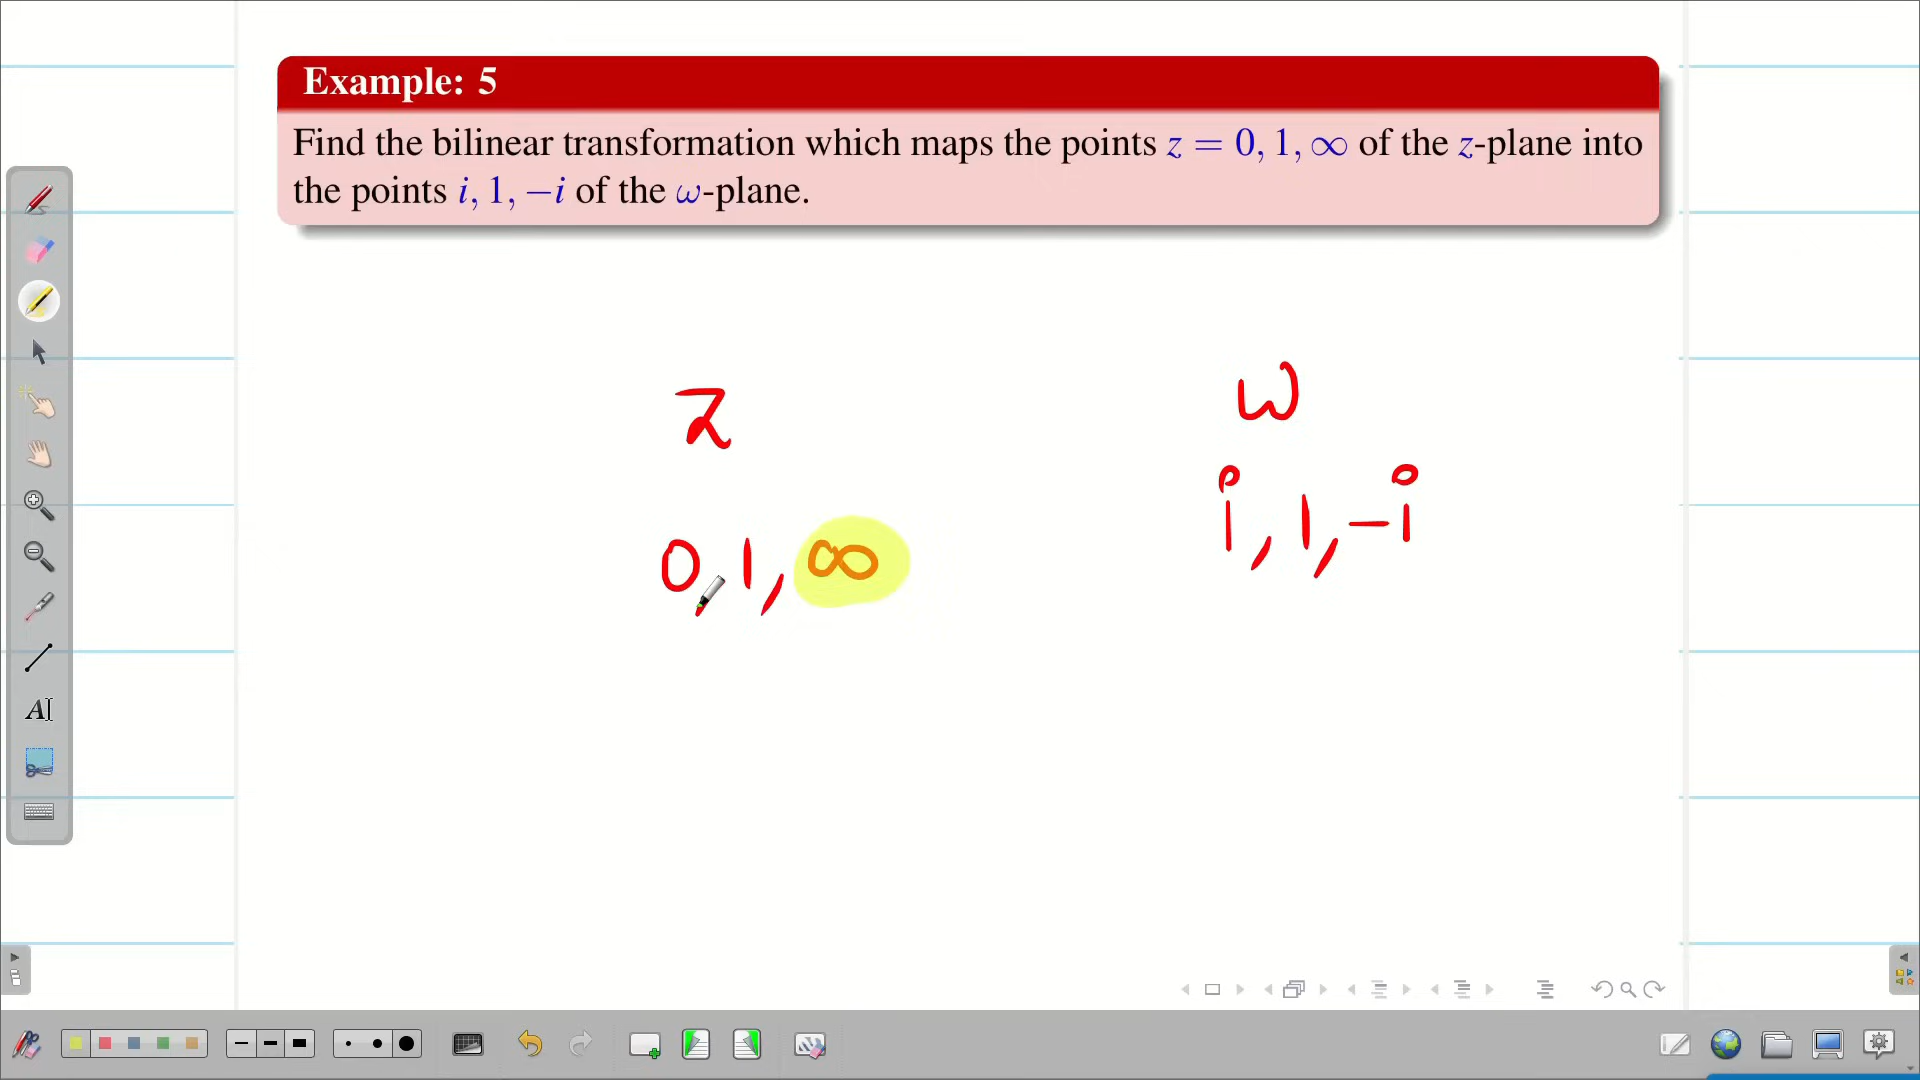 Example: 5
Find the bilinear transformation which maps the points z = 0, 1, ∞ of the z-plane into
the points i, 1, −i of the ω-plane.
z
ω
0, 1, ∞
i, 1, −i
A